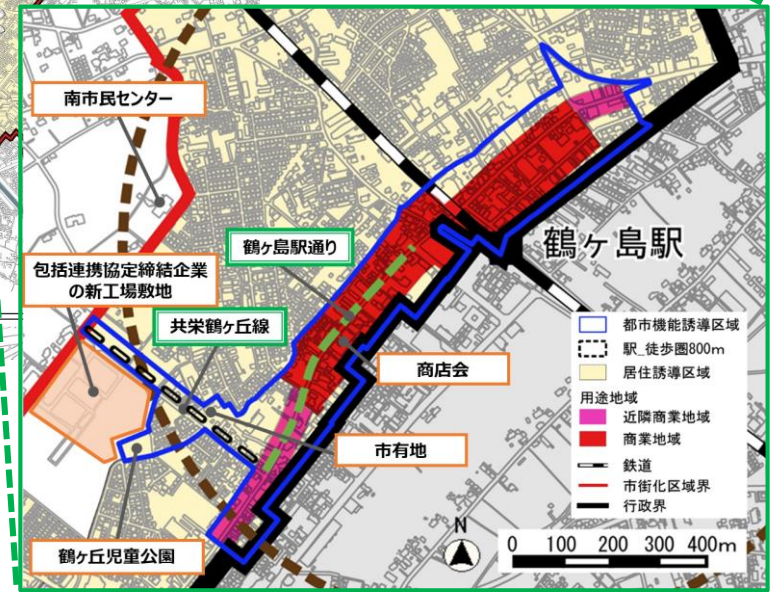 南市民センター
鶴ヶ島駅通り
鶴ヶ島駅
包括連携協定締結企業
の新工場敷地
共栄鶴ヶ丘線
商店会
市有地
鶴ヶ丘児童公園
都市機能誘導区域
駅_徒歩圏800m
居住誘導区域
用途地域
近隣商業地域
商業地域
鉄道
市街化区域界
行政界
N
0 100 200 300 400m